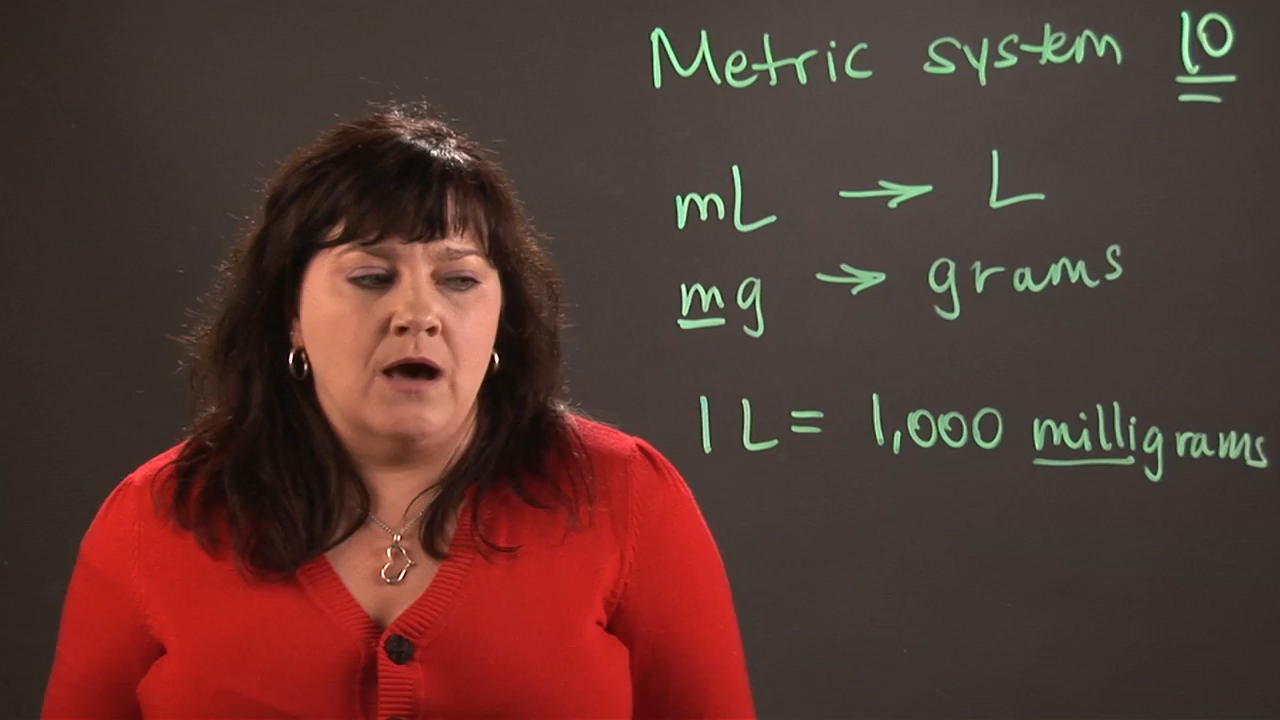 Metric system 10
mL → L
mg → grams
1 L = 1,000 milligrams